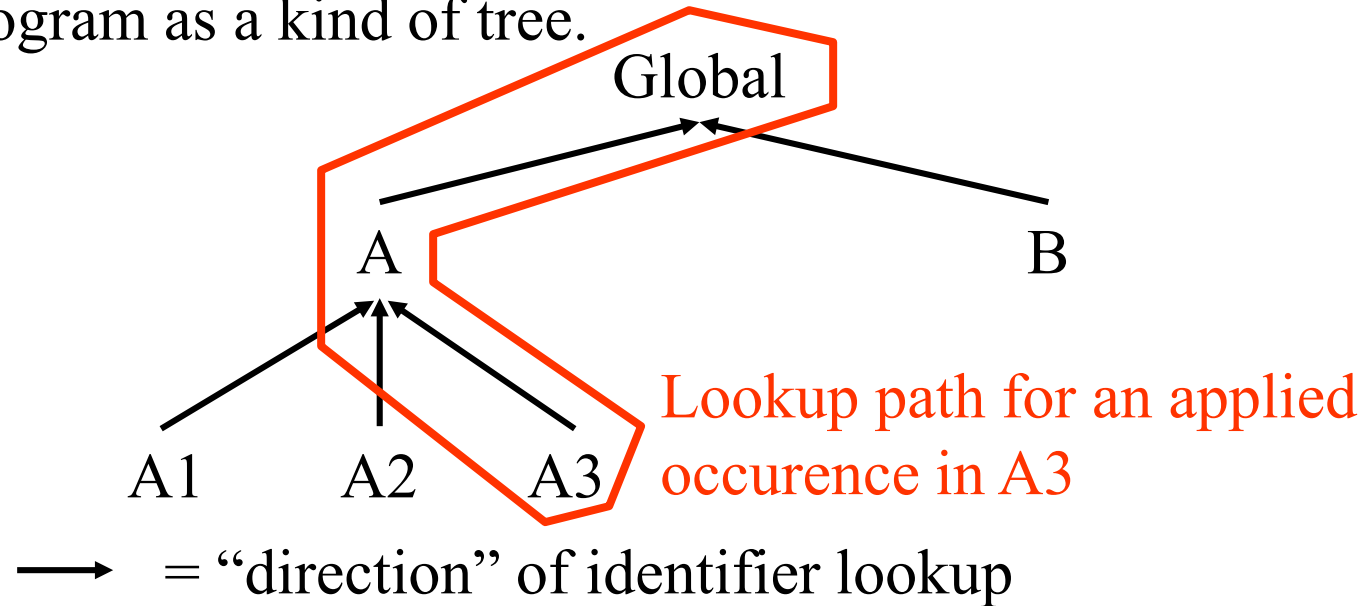 ogram as a kind of tree.
Global
A
B
Lookup path for an applied
occurence in A3
A1
A2
A3
= “direction” of identifier lookup